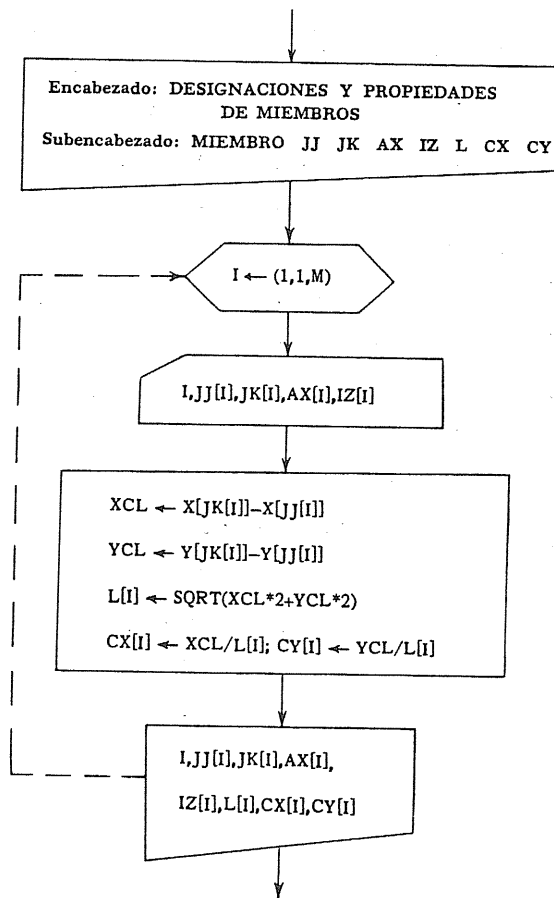 Encabezado: DESIGNACIONES Y PROPIEDADES
DE MIEMBROS
Subencabezado: MIEMBRO JJ JK AX IZ L CX CY
I ← (1,1,M)
I,JJ[I],JK[I],AX[I],IZ[I]
XCL ← X[JK[I]]–X[JJ[I]]
YCL ← Y[JK[I]]–Y[JJ[I]]
L[I] ← SQRT(XCL*2+YCL*2)
CX[I] ← XCL/L[I]; CY[I] ← YCL/L[I]
I,JJ[I],JK[I],AX[I],
IZ[I],L[I],CX[I],CY[I]